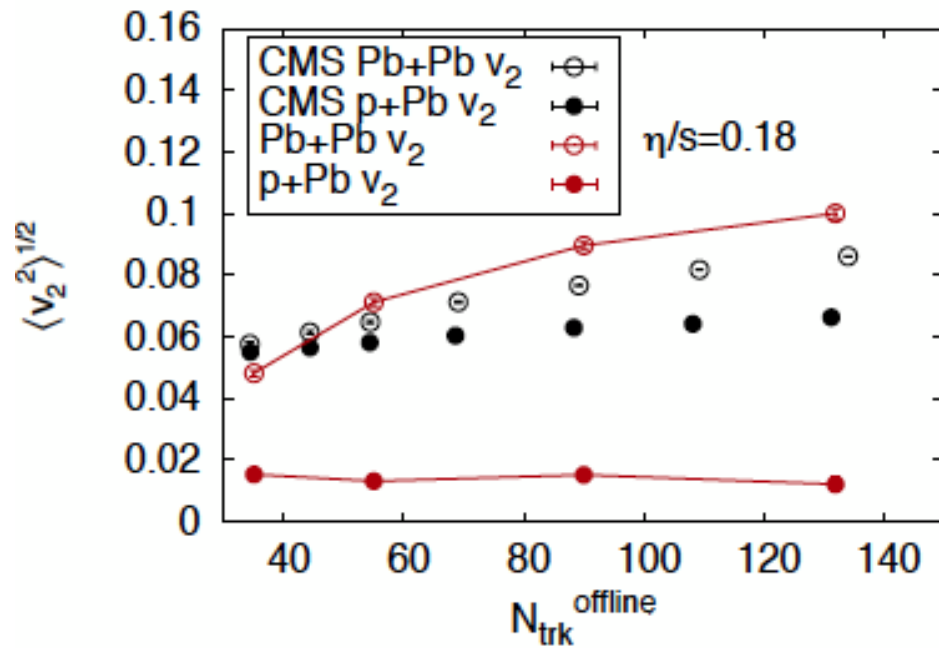 0.16
0.14
0.12
0.1
0.08
0.06
0.04
0.02
0
⟨v₂²⟩^1/2
CMS Pb+Pb v₂
CMS p+Pb v₂
Pb+Pb v₂
p+Pb v₂
η/s=0.18
40 60 80 100 120 140
N_trk^offline